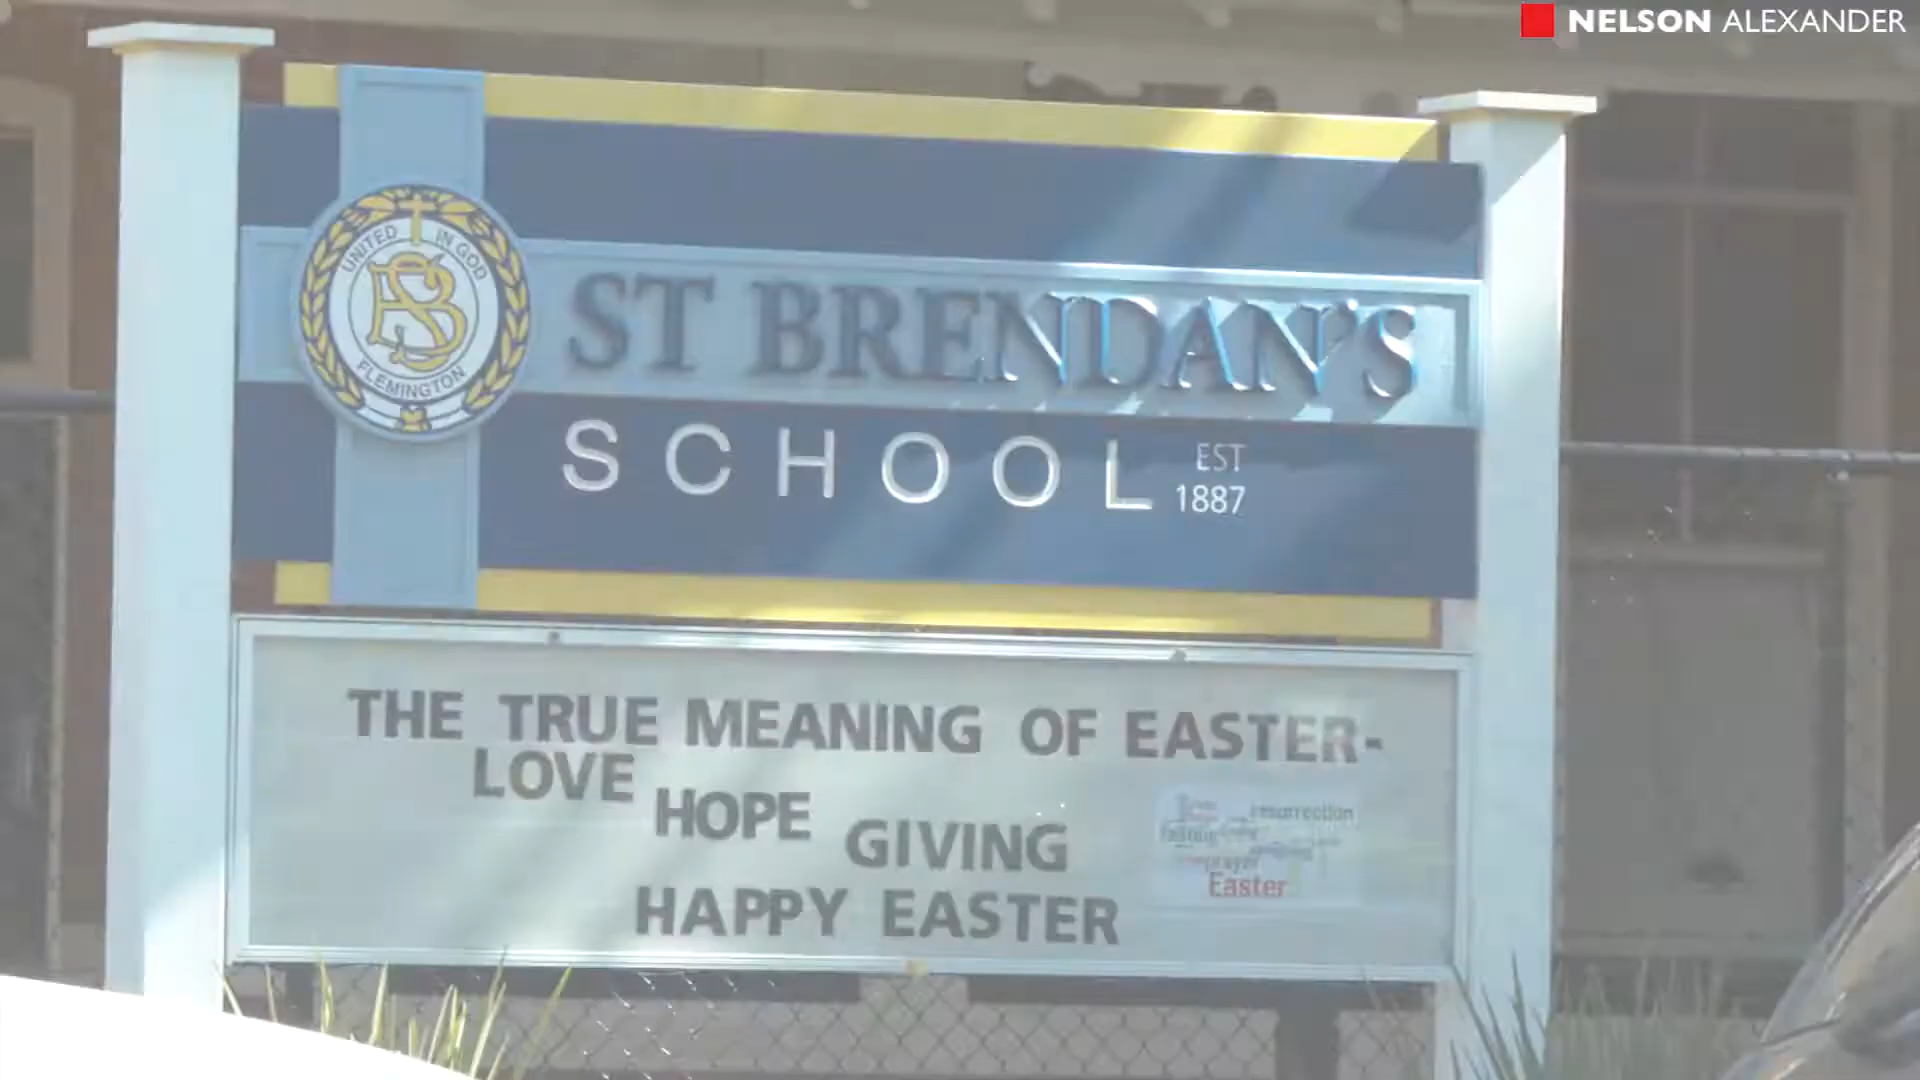 NELSON ALEXANDER
UNITED IN GOD
SB
FLEMINGTON
ST BRENDAN'S
SCHOOL
EST
1887
THE TRUE MEANING OF EASTER-
LOVE HOPE GIVING
HAPPY EASTER
resurrection
prayer
Easter